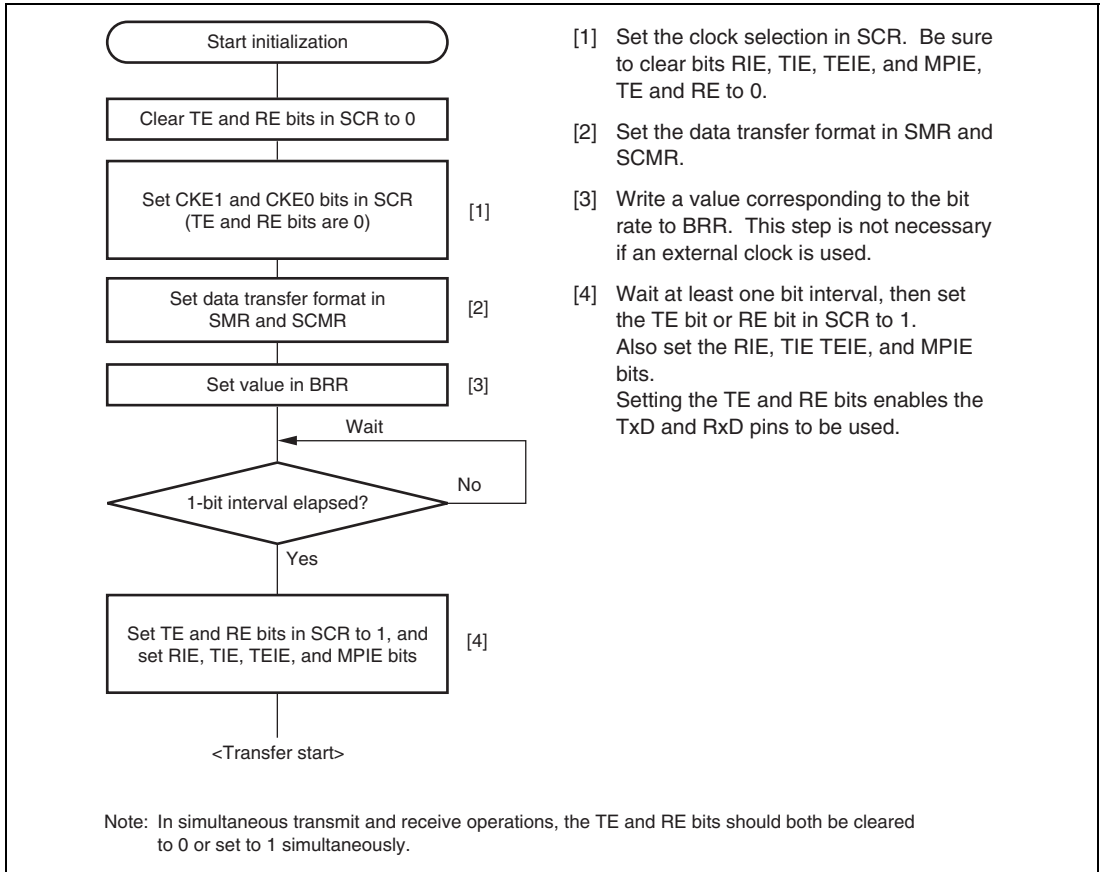 Start initialization
Clear TE and RE bits in SCR to 0
Set CKE1 and CKE0 bits in SCR
(TE and RE bits are 0)
[1]
Set data transfer format in
SMR and SCMR
[2]
Set value in BRR
[3]
Wait
1-bit interval elapsed?
No
Yes
Set TE and RE bits in SCR to 1, and
set RIE, TIE, TEIE, and MPIE bits
[4]
<Transfer start>
[1] Set the clock selection in SCR. Be sure
to clear bits RIE, TIE, TEIE, and MPIE,
TE and RE to 0.
[2] Set the data transfer format in SMR and
SCMR.
[3] Write a value corresponding to the bit
rate to BRR. This step is not necessary
if an external clock is used.
[4] Wait at least one bit interval, then set
the TE bit or RE bit in SCR to 1.
Also set the RIE, TIE TEIE, and MPIE
bits.
Setting the TE and RE bits enables the
TxD and RxD pins to be used.
Note: In simultaneous transmit and receive operations, the TE and RE bits should both be cleared
to 0 or set to 1 simultaneously.